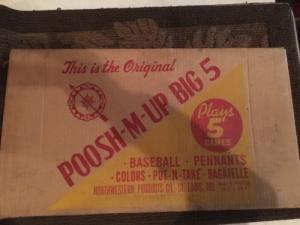 This is the Original
POOSH-M-UP BIG 5
Plays
5
GAMES
• BASEBALL • PENNANTS
• COLORS • PUT-N-TAKE • BAGATELLE
NORTHWESTERN PRODUCTS CO. ST. LOUIS, MO.